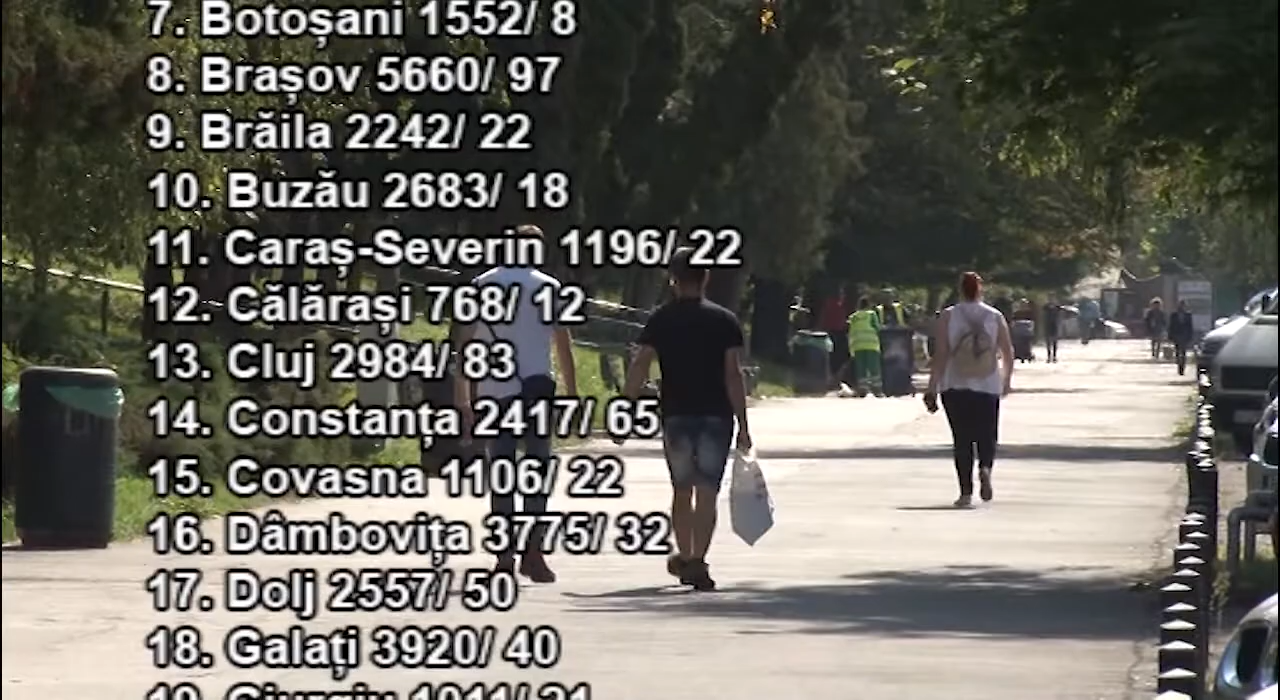 7. Botoșani 1552/ 8
8. Brașov 5660/ 97
9. Brăila 2242/ 22
10. Buzău 2683/ 18
11. Caraș-Severin 1196/ 22
12. Călărași 768/ 12
13. Cluj 2984/ 83
14. Constanța 2417/ 65
15. Covasna 1106/ 22
16. Dâmbovița 3775/ 32
17. Dolj 2557/ 50
18. Galați 3920/ 40
19. Giurgiu